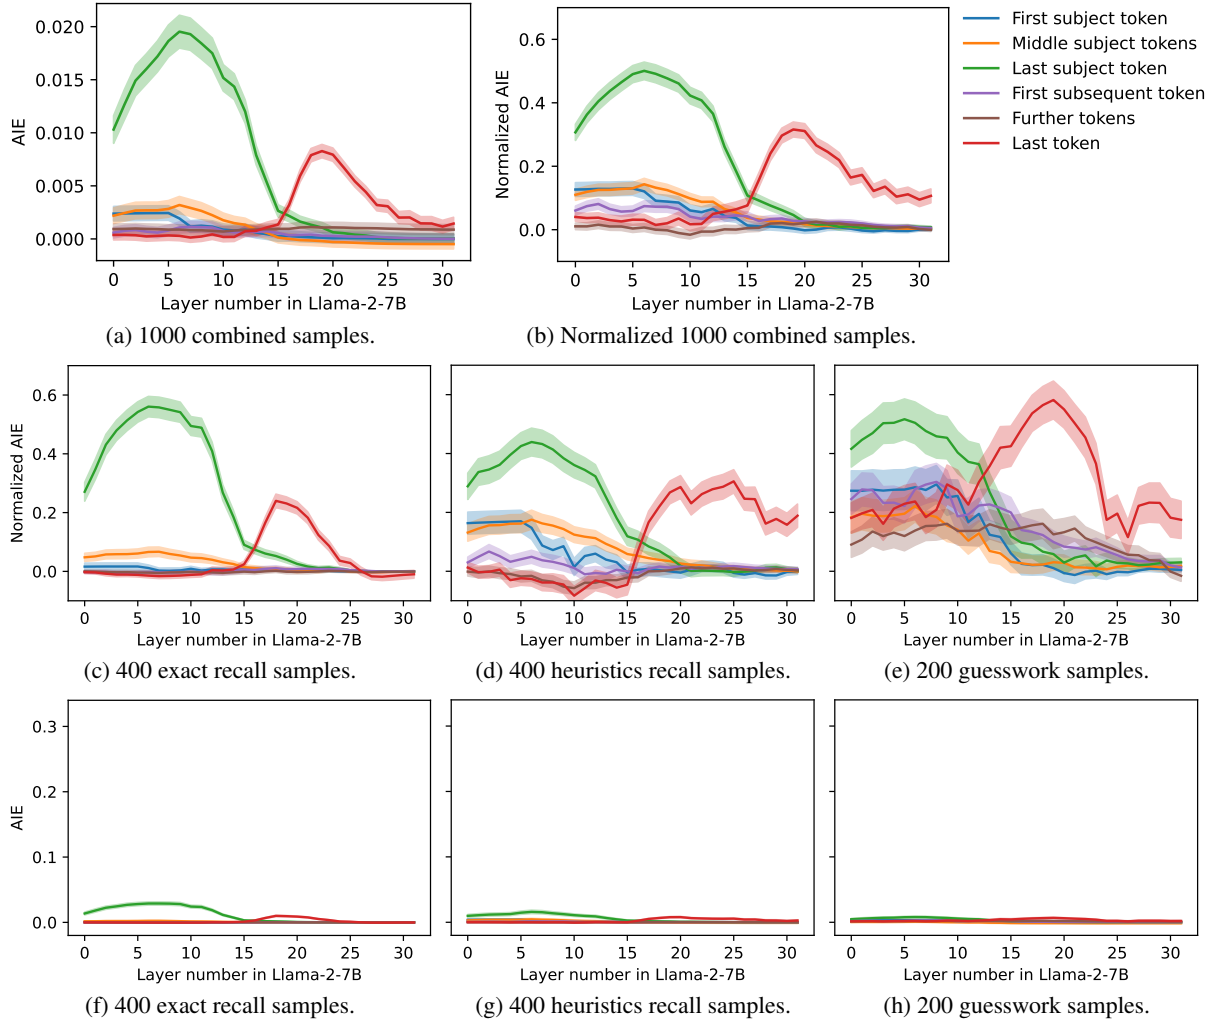 0.020
0.015
0.010
0.005
0.000
AIE
0 5 10 15 20 25 30
Layer number in Llama-2-7B
(a) 1000 combined samples.
0.6
0.4
0.2
0.0
Normalized AIE
0 5 10 15 20 25 30
Layer number in Llama-2-7B
(b) Normalized 1000 combined samples.
First subject token
Middle subject tokens
Last subject token
First subsequent token
Further tokens
Last token
0.6
0.4
0.2
0.0
Normalized AIE
0 5 10 15 20 25 30
Layer number in Llama-2-7B
(c) 400 exact recall samples.
0 5 10 15 20 25 30
Layer number in Llama-2-7B
(d) 400 heuristics recall samples.
0 5 10 15 20 25 30
Layer number in Llama-2-7B
(e) 200 guesswork samples.
0.3
0.2
0.1
0.0
AIE
0 5 10 15 20 25 30
Layer number in Llama-2-7B
(f) 400 exact recall samples.
0 5 10 15 20 25 30
Layer number in Llama-2-7B
(g) 400 heuristics recall samples.
0 5 10 15 20 25 30
Layer number in Llama-2-7B
(h) 200 guesswork samples.